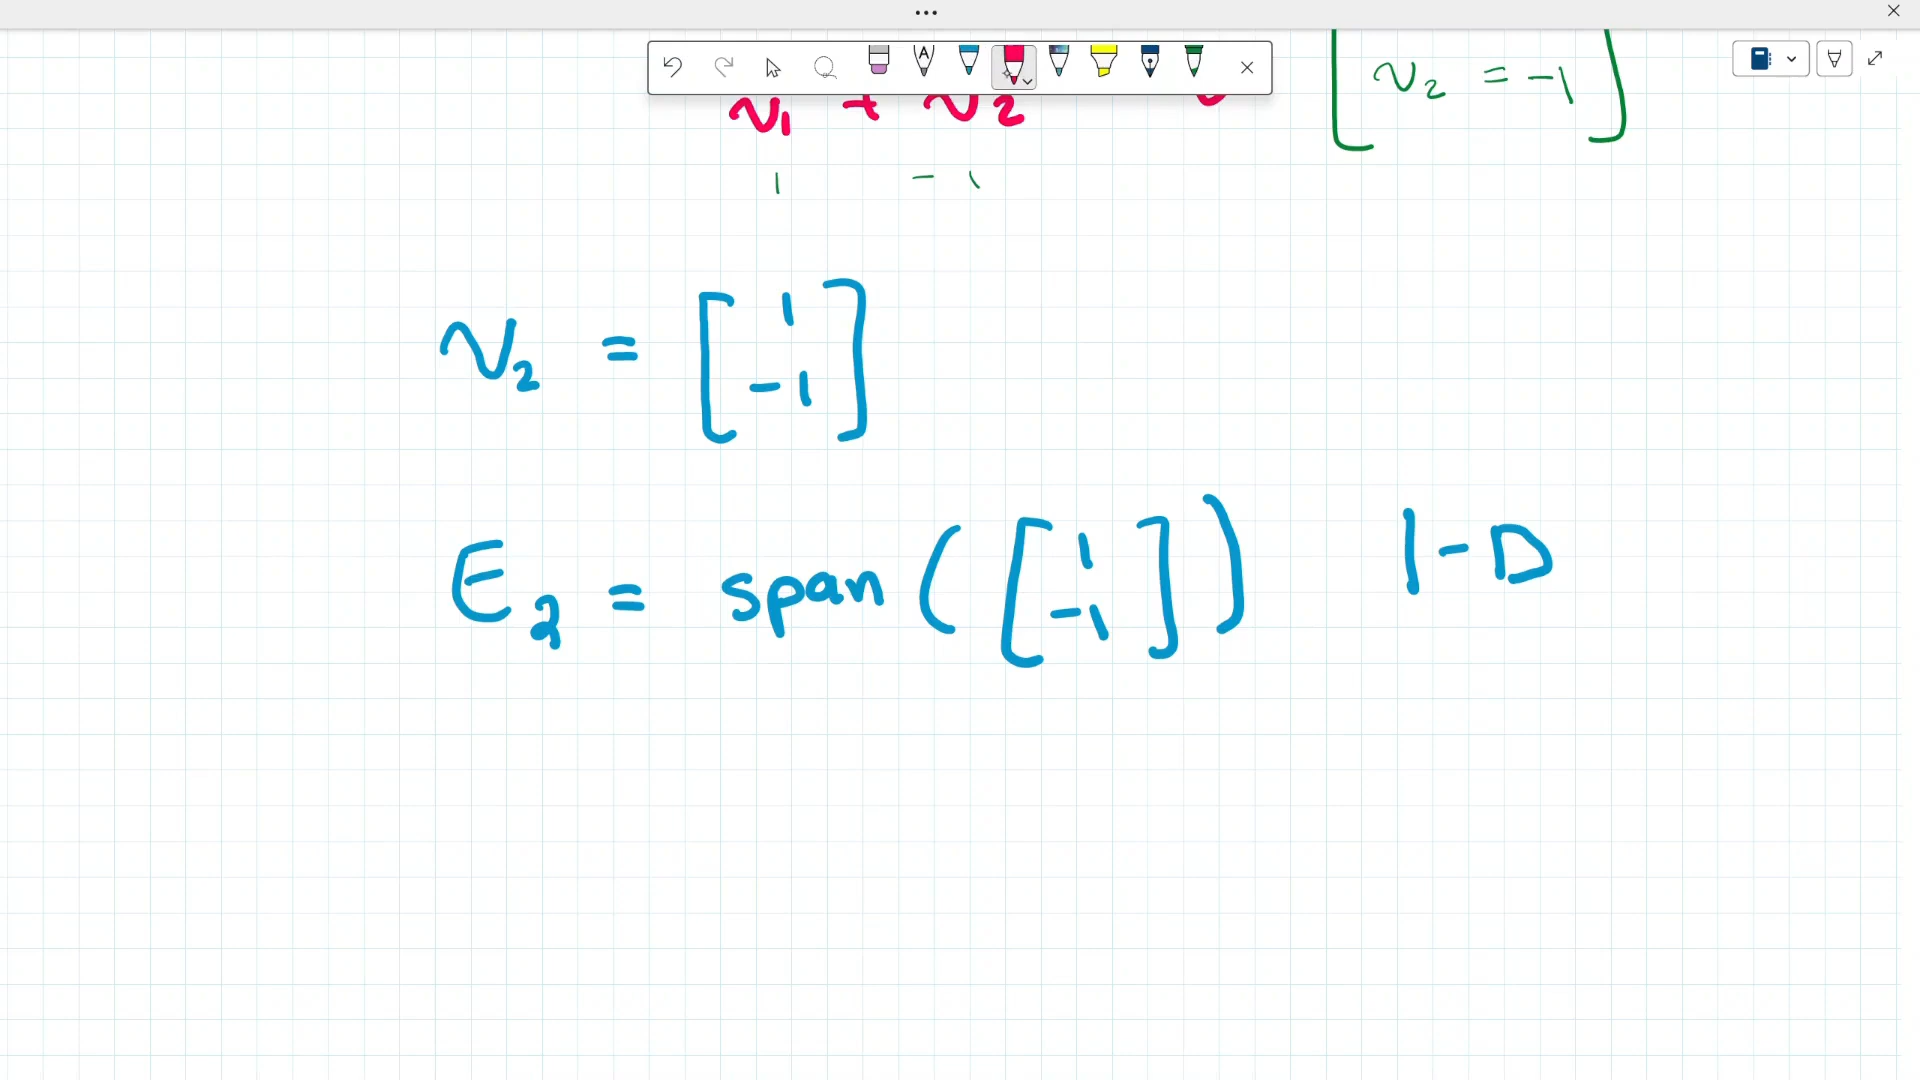 v₂ = -1
v₁ + v₂
1 - 1
v₂ = [1 -1]
E₂ = span([1 -1]) 1-D